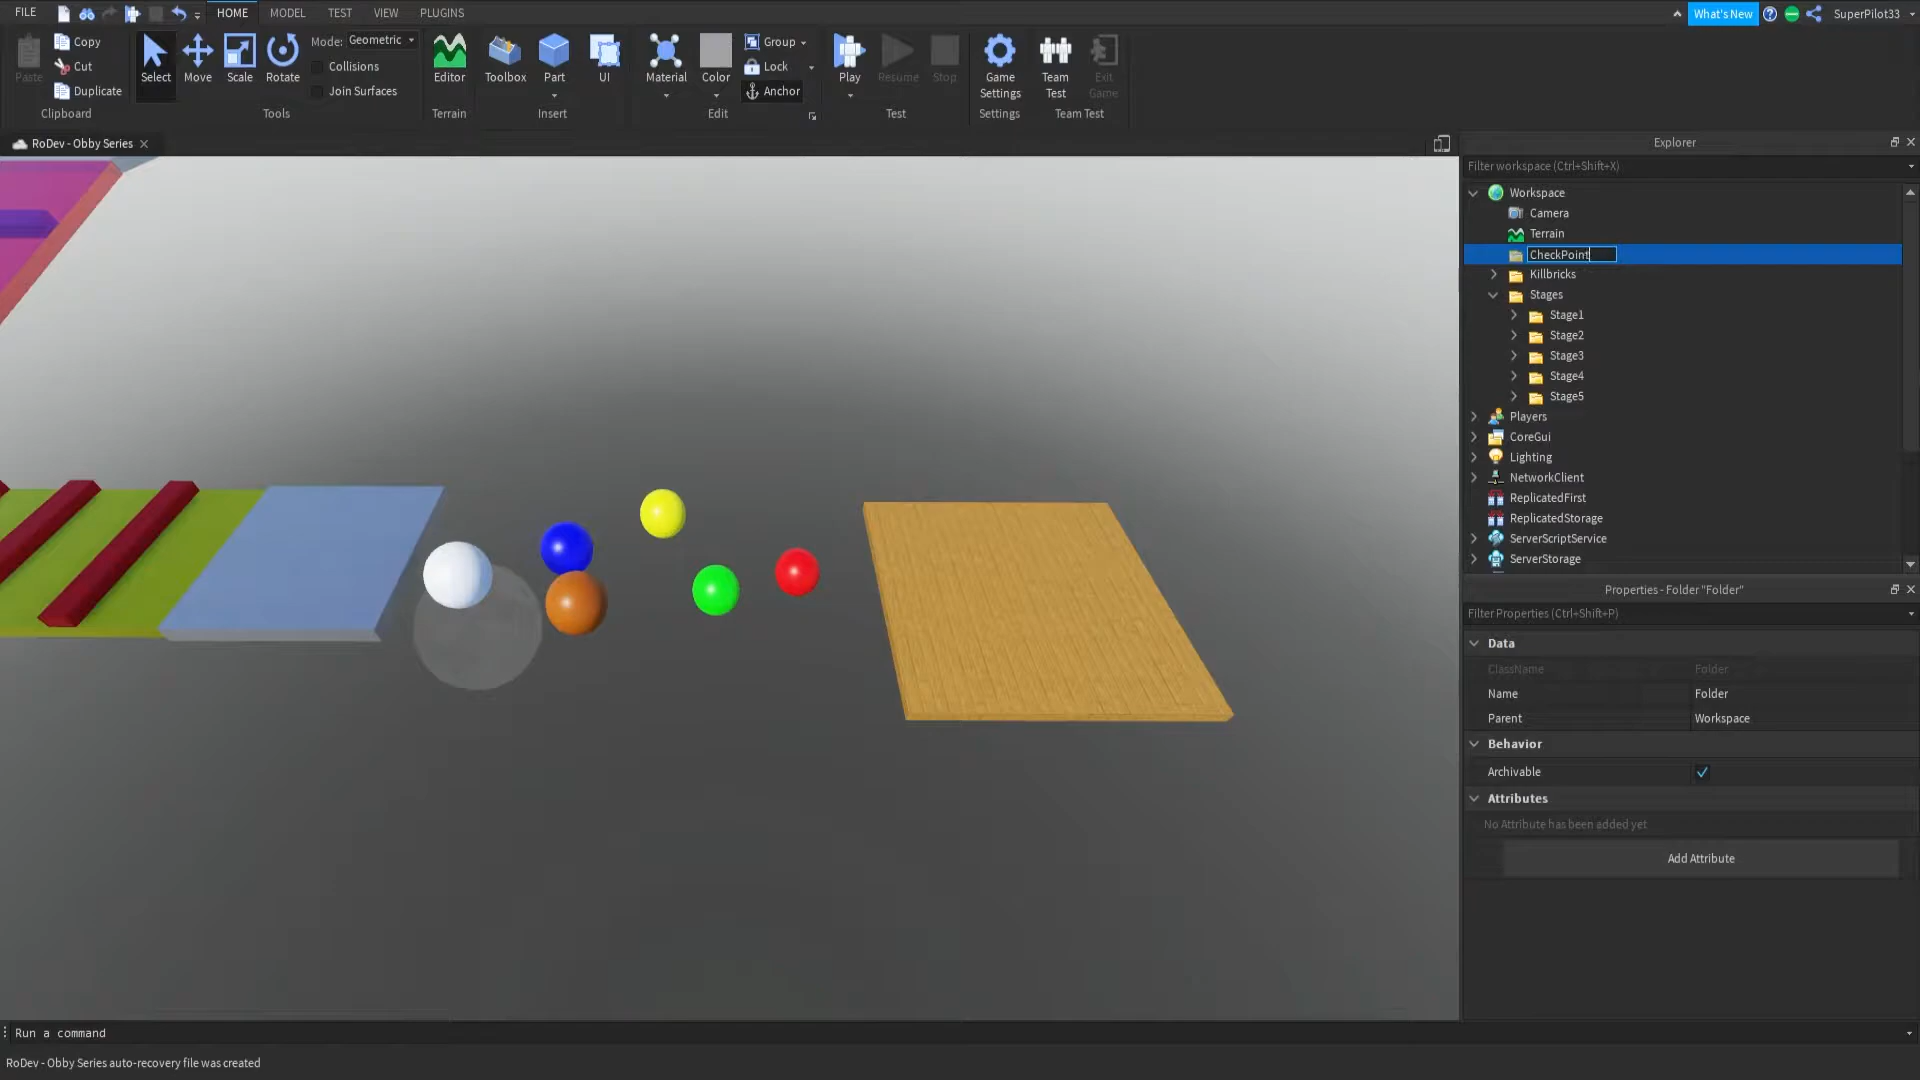 FILE HOME MODEL TEST VIEW PLUGINS What's New SuperPilot33
Paste Copy Cut Duplicate Clipboard
Select Move Scale Rotate Mode: Geometric Collisions Join Surfaces Tools
Editor Terrain
Toolbox Part UI Insert
Material Color Group Lock Anchor Edit
Play Resume Stop Test
Game Settings Settings
Team Test Exit Game Team Test
RoDev - Obby Series
Explorer
Filter workspace (Ctrl+Shift+X)
Workspace
Camera
Terrain
CheckPoint
Killbricks
Stages
Stage1
Stage2
Stage3
Stage4
Stage5
Players
CoreGui
Lighting
NetworkClient
ReplicatedFirst
ReplicatedStorage
ServerScriptService
ServerStorage
Properties - Folder "Folder"
Filter Properties (Ctrl+Shift+P)
Data
ClassName Folder
Name Folder
Parent Workspace
Behavior
Archivable
Attributes
No Attribute has been added yet
Add Attribute
Run a command
RoDev - Obby Series auto-recovery file was created